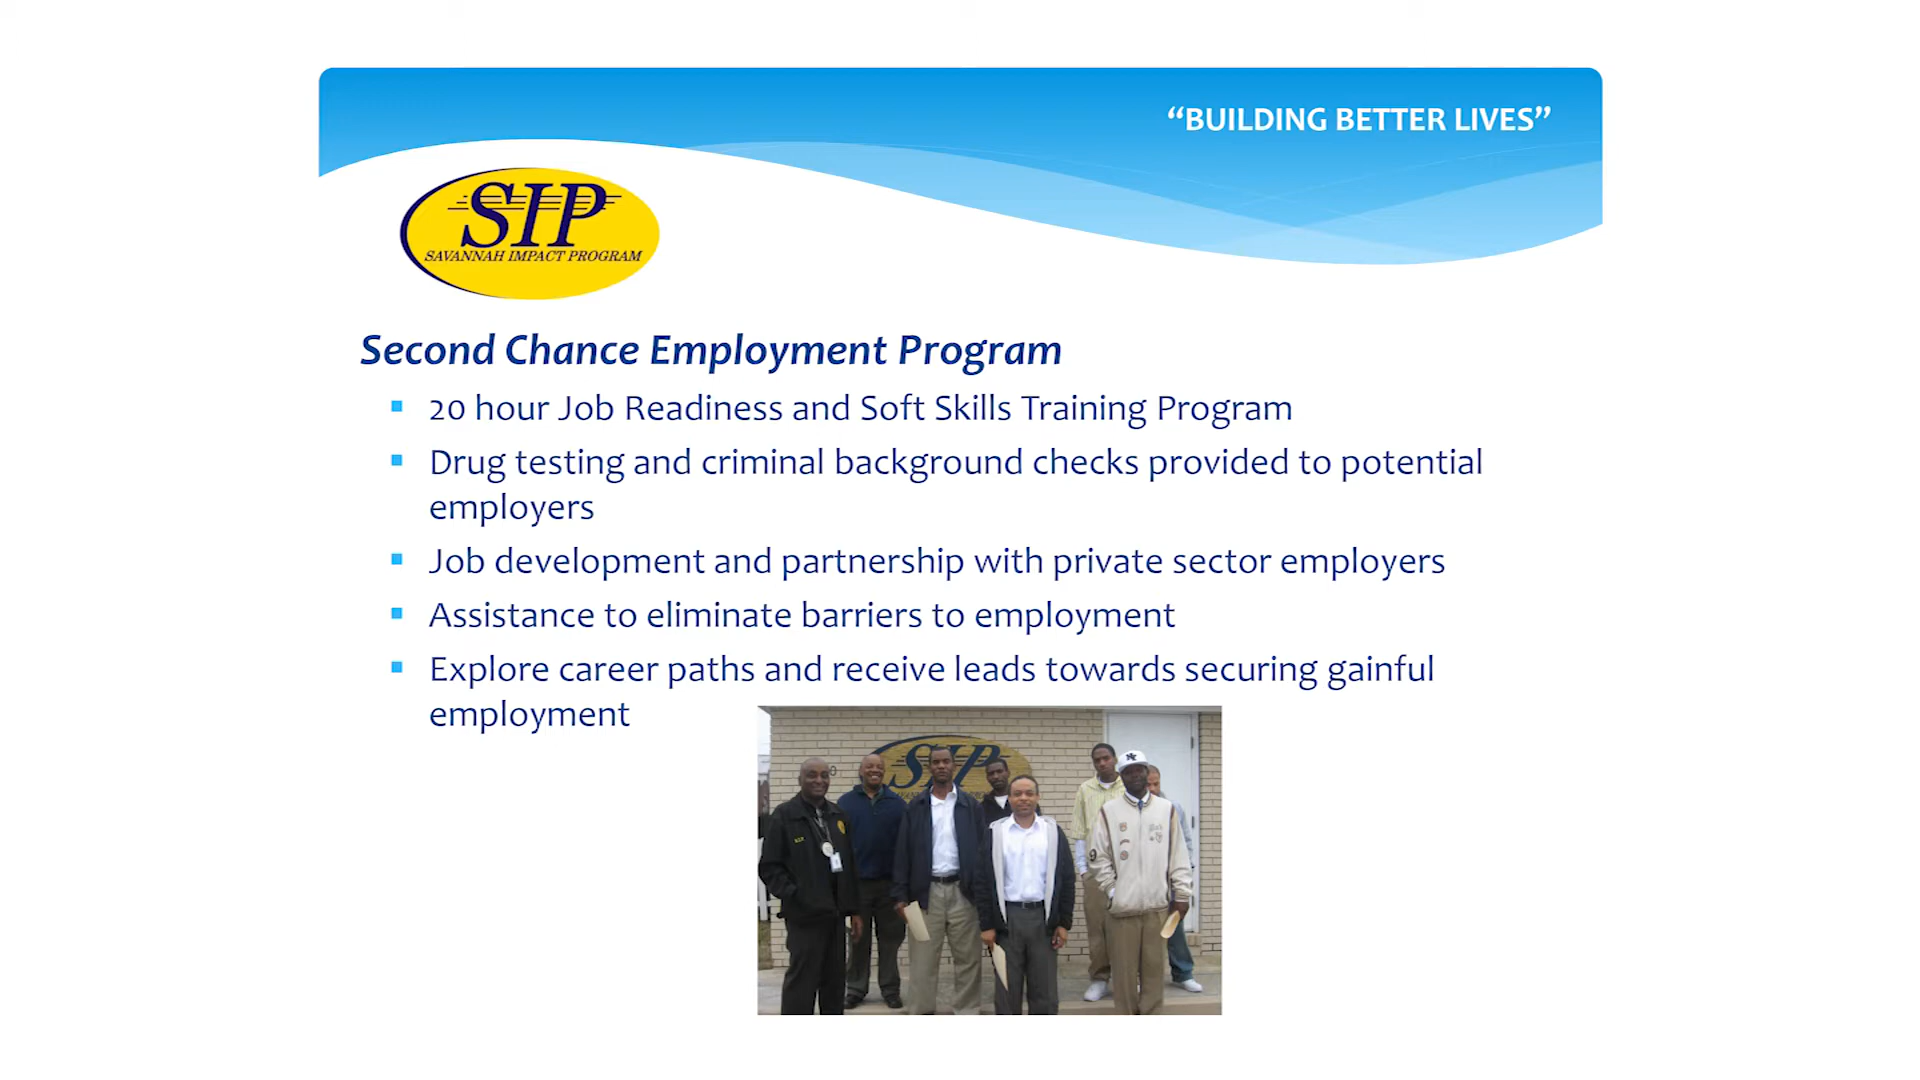 “BUILDING BETTER LIVES”
SIP
SAVANNAH IMPACT PROGRAM
Second Chance Employment Program
20 hour Job Readiness and Soft Skills Training Program
Drug testing and criminal background checks provided to potential
employers
Job development and partnership with private sector employers
Assistance to eliminate barriers to employment
Explore career paths and receive leads towards securing gainful
employment
SIP